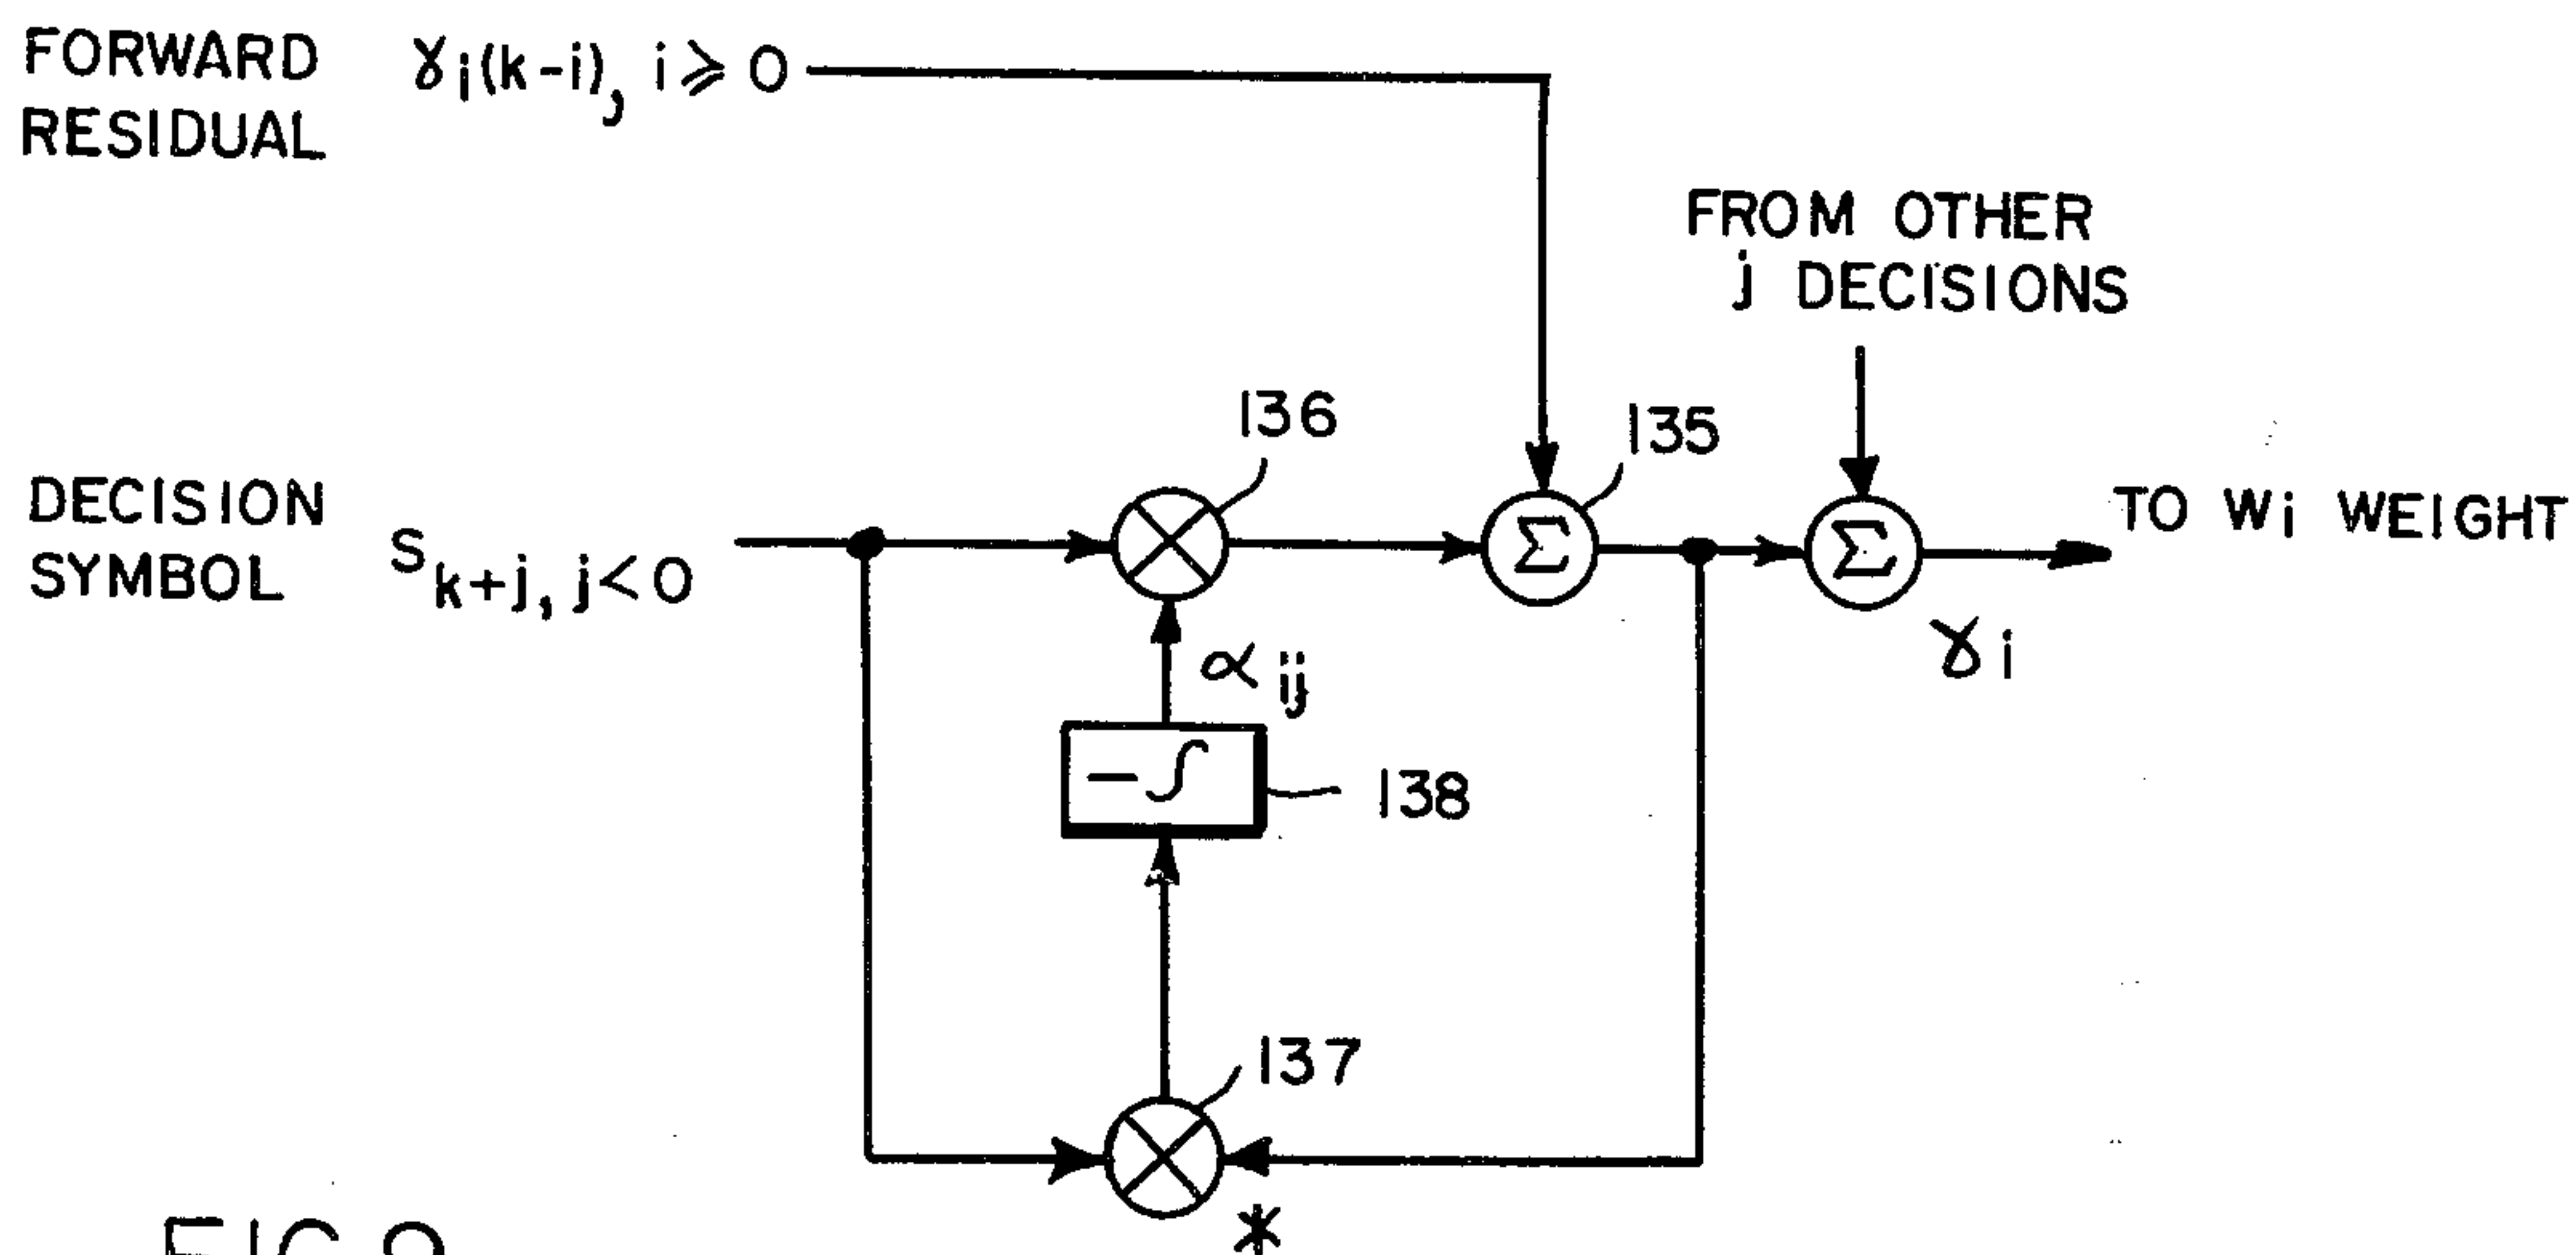 FORWARD γi(k-i), i ⩾ 0
RESIDUAL
FROM OTHER
j DECISIONS
136
135
DECISION
SYMBOL Sk+j, j<0
Σ
Σ
TO Wi WEIGHT
αij
γi
-∫
138
137
*